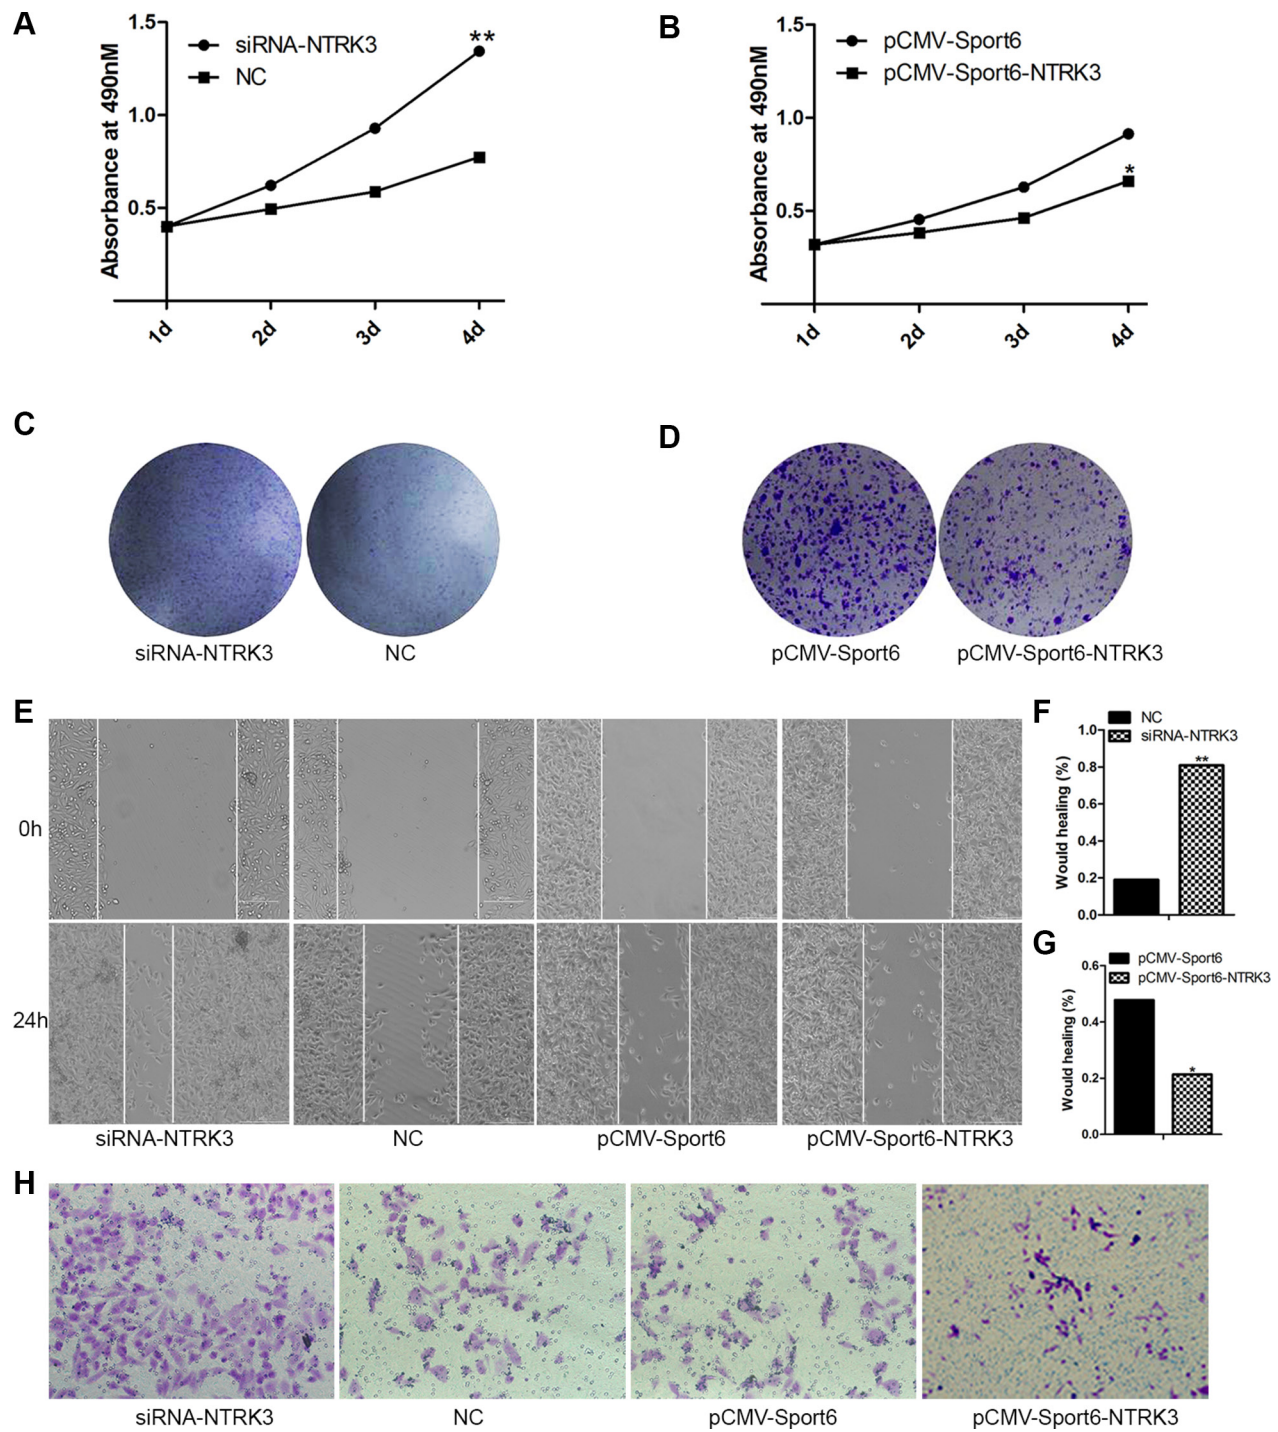 A
1.5
1.0
0.5
Absorbance at 490nM
siRNA-NTRK3
NC
**
1d
2d
3d
4d
B
1.5
1.0
0.5
Absorbance at 490nM
pCMV-Sport6
pCMV-Sport6-NTRK3
*
1d
2d
3d
4d
C
siRNA-NTRK3
NC
D
pCMV-Sport6
pCMV-Sport6-NTRK3
E
0h
24h
siRNA-NTRK3
NC
pCMV-Sport6
pCMV-Sport6-NTRK3
F
NC
siRNA-NTRK3
Would healing (%)
1.0
0.8
0.6
0.4
0.2
0.0
**
G
pCMV-Sport6
pCMV-Sport6-NTRK3
Would healing (%)
0.6
0.4
0.2
0.0
*
H
siRNA-NTRK3
NC
pCMV-Sport6
pCMV-Sport6-NTRK3